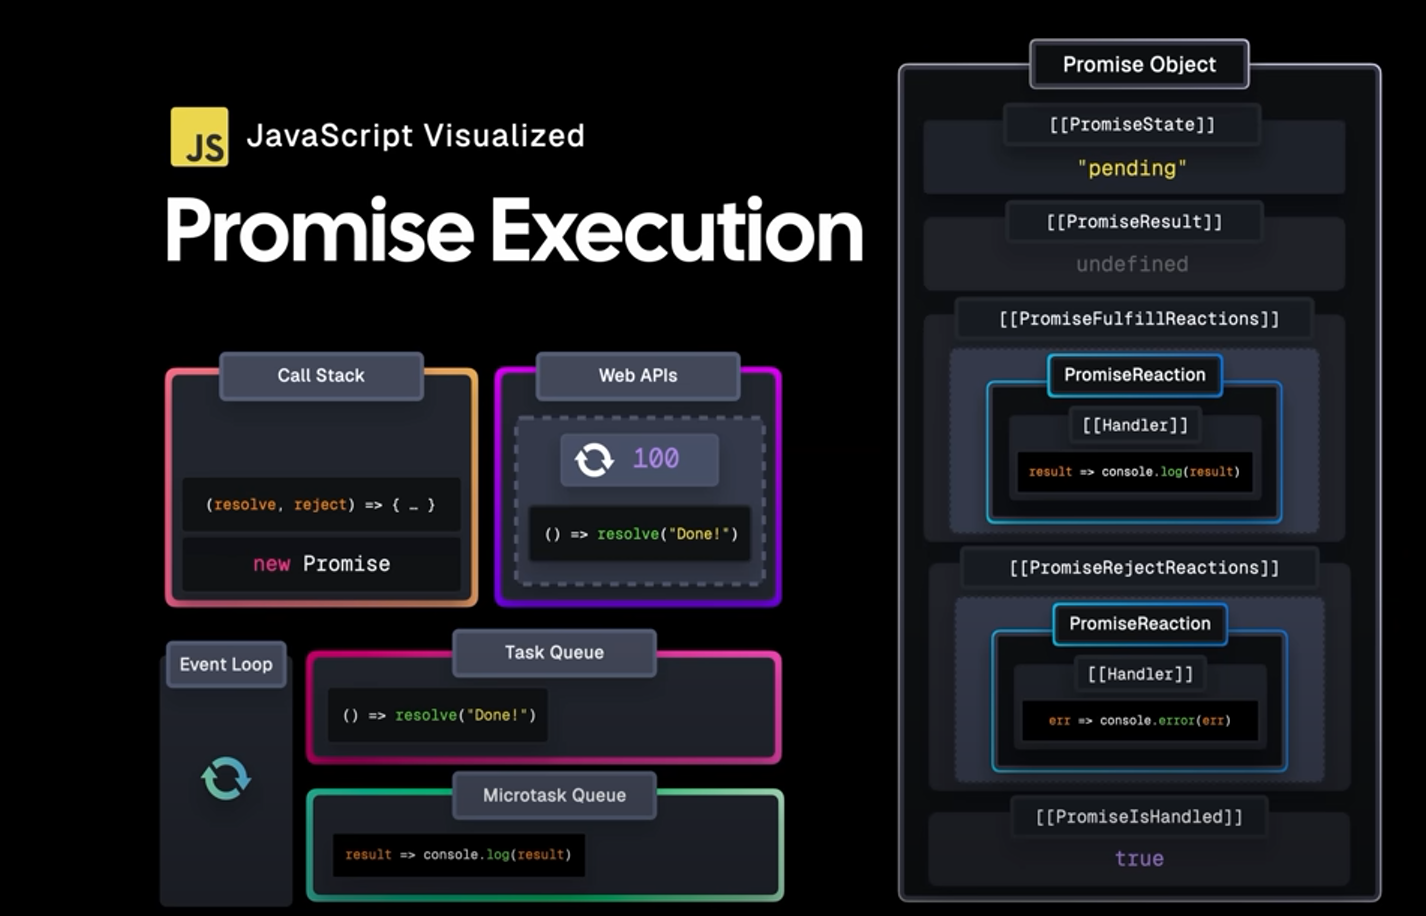 JS
JavaScript Visualized
Promise Execution
Call Stack
(resolve, reject) => { … }
new Promise
Web APIs
100
() => resolve("Done!")
Event Loop
Task Queue
() => resolve("Done!")
Microtask Queue
result => console.log(result)
Promise Object
[[PromiseState]]
"pending"
[[PromiseResult]]
undefined
[[PromiseFulfillReactions]]
PromiseReaction
[[Handler]]
result => console.log(result)
[[PromiseRejectReactions]]
PromiseReaction
[[Handler]]
err => console.error(err)
[[PromiseIsHandled]]
true